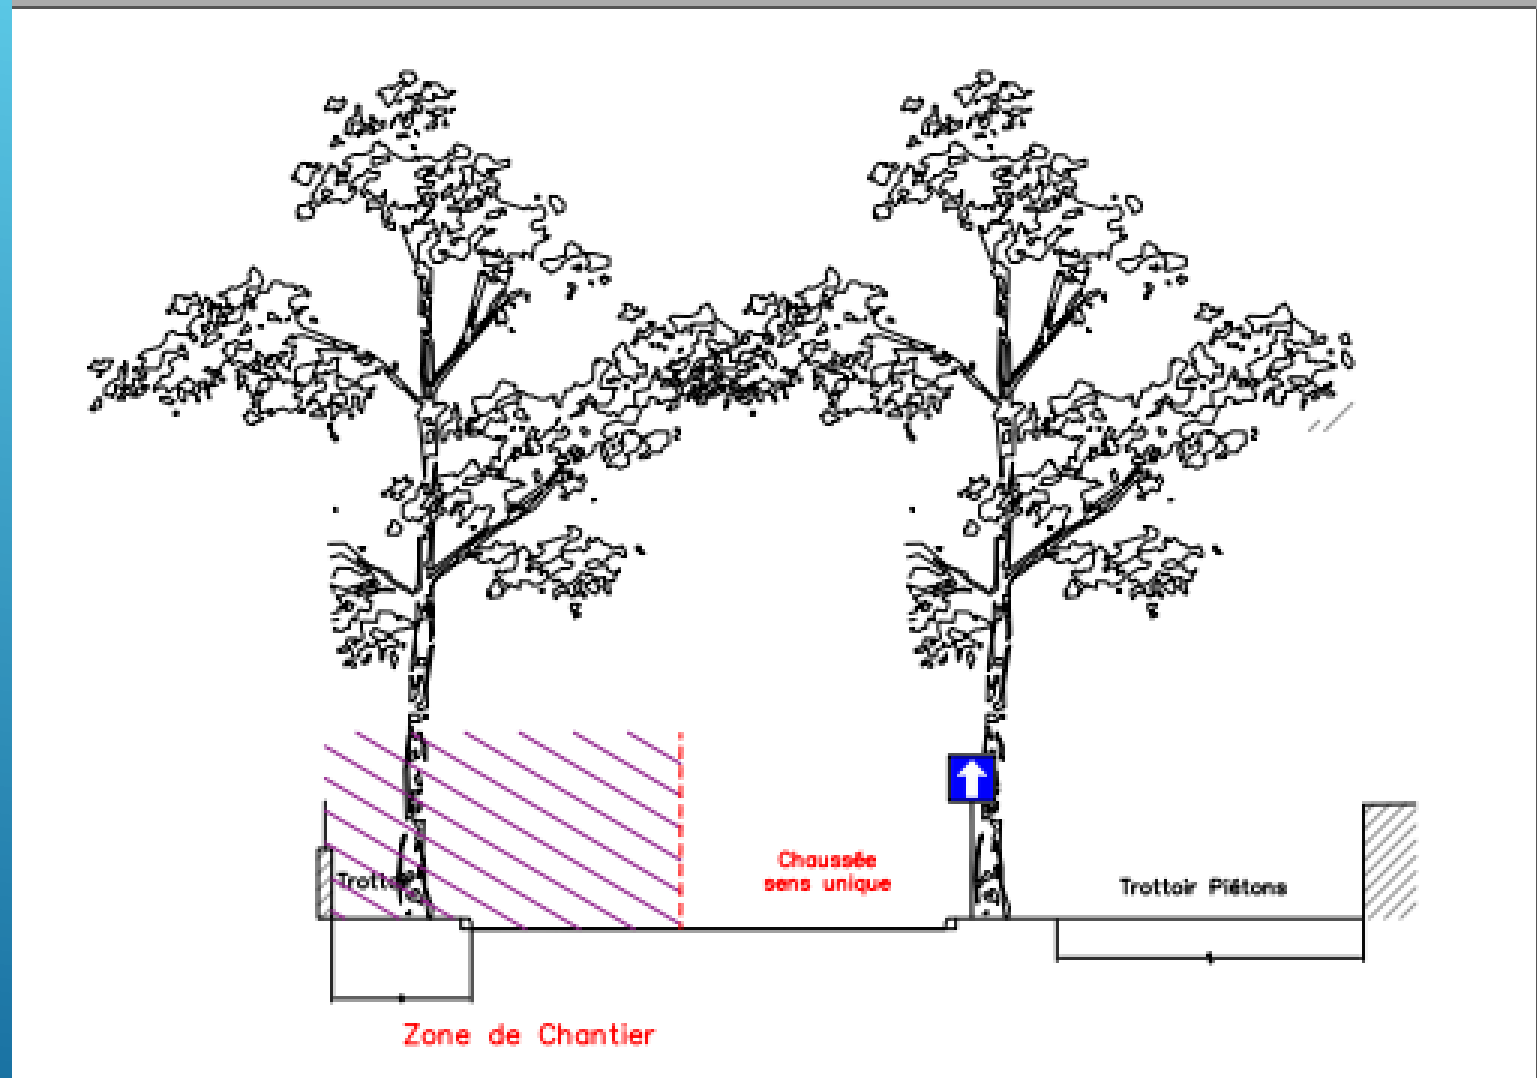 Chaussée
sens unique
Trottoir Piétons
Zone de Chantier